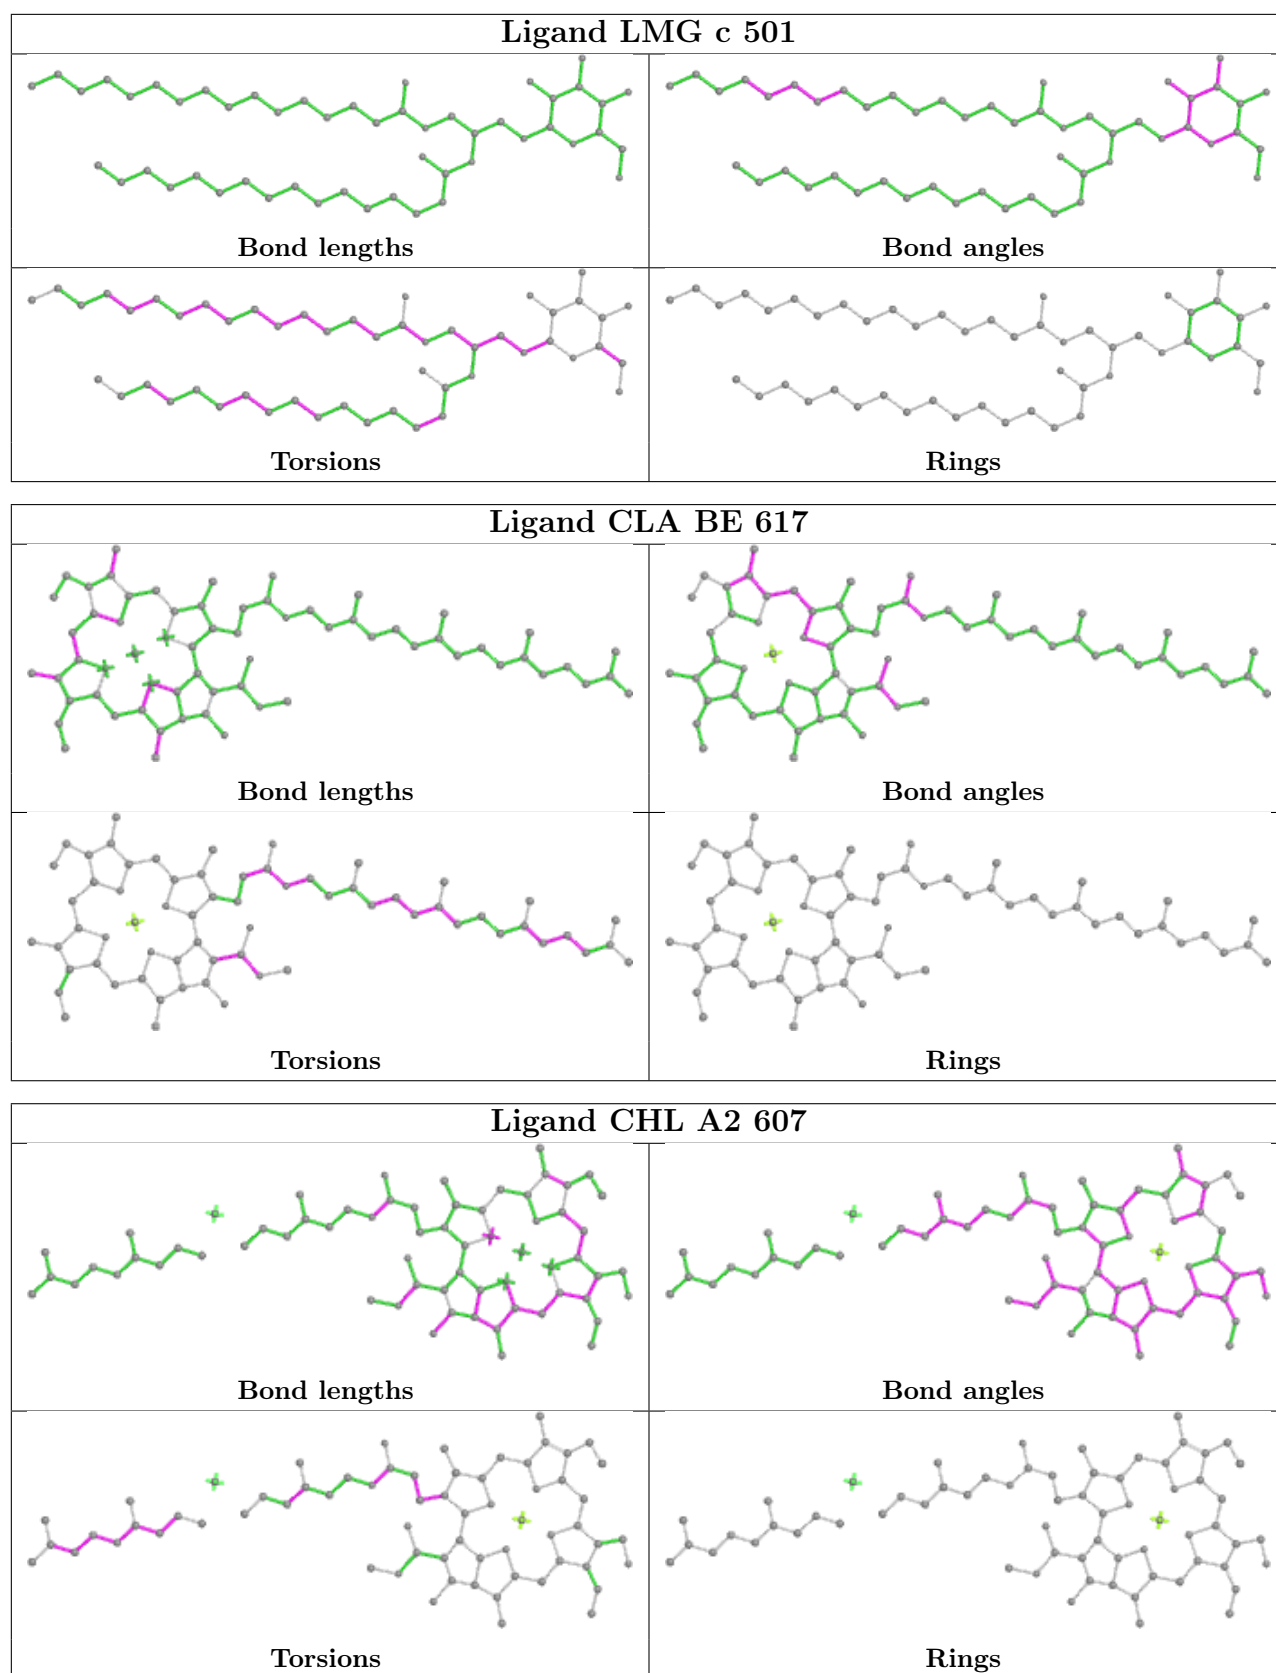 Ligand LMG c 501
Bond lengths
Bond angles
Torsions
Rings
Ligand CLA BE 617
Bond lengths
Bond angles
Torsions
Rings
Ligand CHL A2 607
Bond lengths
Bond angles
Torsions
Rings